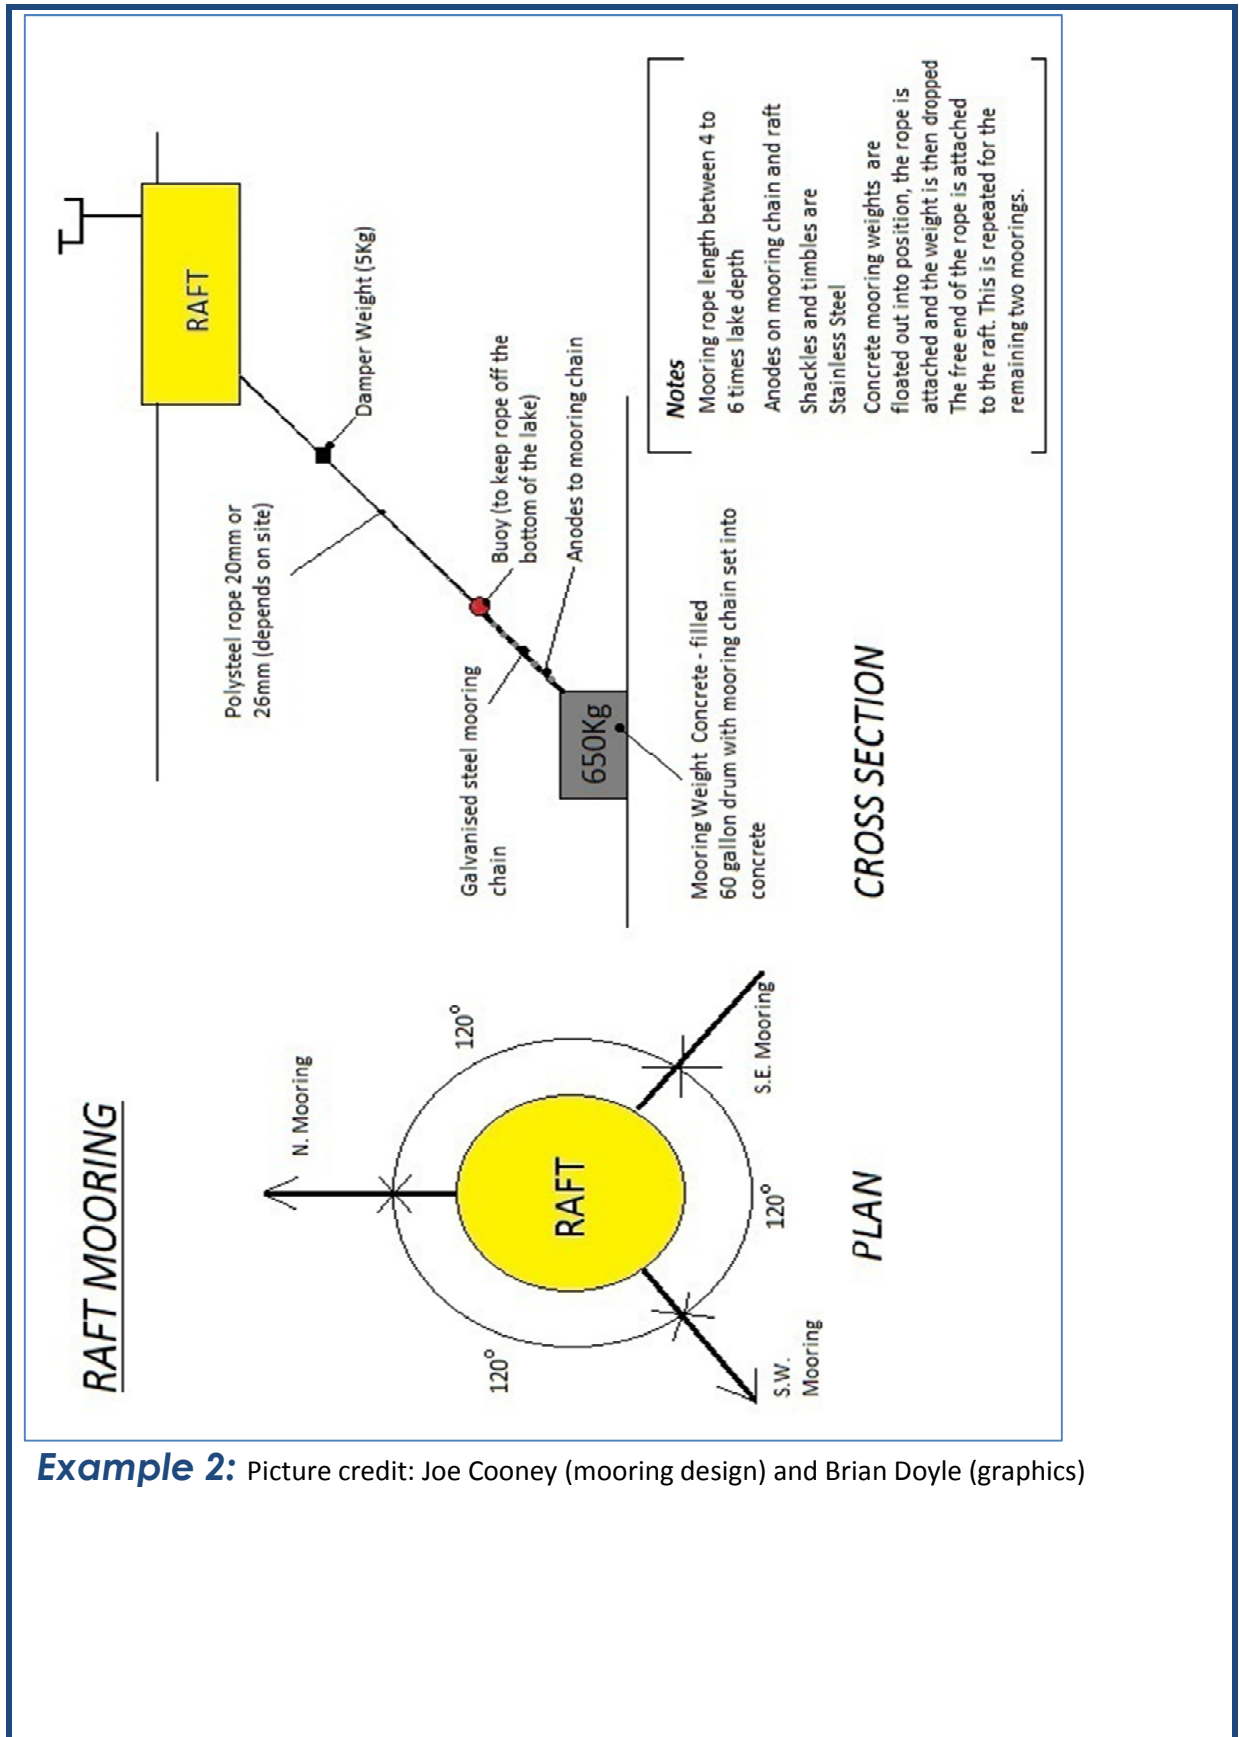 RAFT MOORING
N. Mooring
120°
120°
120°
RAFT
S.W.
Mooring
S.E. Mooring
PLAN
RAFT
Damper Weight (5Kg)
Polysteel rope 20mm or
26mm (depends on site)
Buoy (to keep rope off the
bottom of the lake)
Anodes to mooring chain
Galvanised steel mooring
chain
650Kg
Mooring Weight Concrete - filled
60 gallon drum with mooring chain set into
concrete
CROSS SECTION
Notes
Mooring rope length between 4 to
6 times lake depth
Anodes on mooring chain and raft
Shackles and timbles are
Stainless Steel
Concrete mooring weights are
floated out into position, the rope is
attached and the weight is then dropped
The free end of the rope is attached
to the raft. This is repeated for the
remaining two moorings.
Example 2: Picture credit: Joe Cooney (mooring design) and Brian Doyle (graphics)